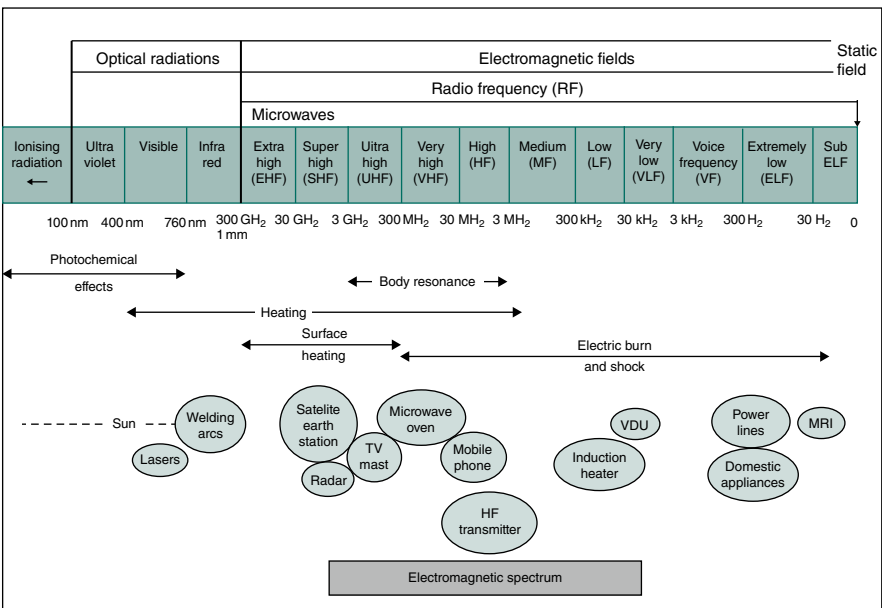 Optical radiations
Electromagnetic fields
Static
field
Radio frequency (RF)
Microwaves
Ionising
radiation
Ultra
violet
Visible
Infra
red
Extra
high
(EHF)
Super
high
(SHF)
Uitra
high
(UHF)
Very
high
(VHF)
High
(HF)
Medium
(MF)
Low
(LF)
Very
low
(VLF)
Voice
frequency
(VF)
Extremely
low
(ELF)
Sub
ELF
100 nm 400 nm 760 nm 300 GH₂ 30 GH₂ 3 GH₂ 300 MH₂ 30 MH₂ 3 MH₂ 300 kH₂ 30 kH₂ 3 kH₂ 300 H₂ 30 H₂ 0
1 mm
Photochemical
effects
Body resonance
Heating
Surface
heating
Electric burn
and shock
Sun
Welding
arcs
Lasers
Satelite
earth
station
Radar
TV
mast
Microwave
oven
Mobile
phone
HF
transmitter
VDU
Induction
heater
Power
lines
Domestic
appliances
MRI
Electromagnetic spectrum